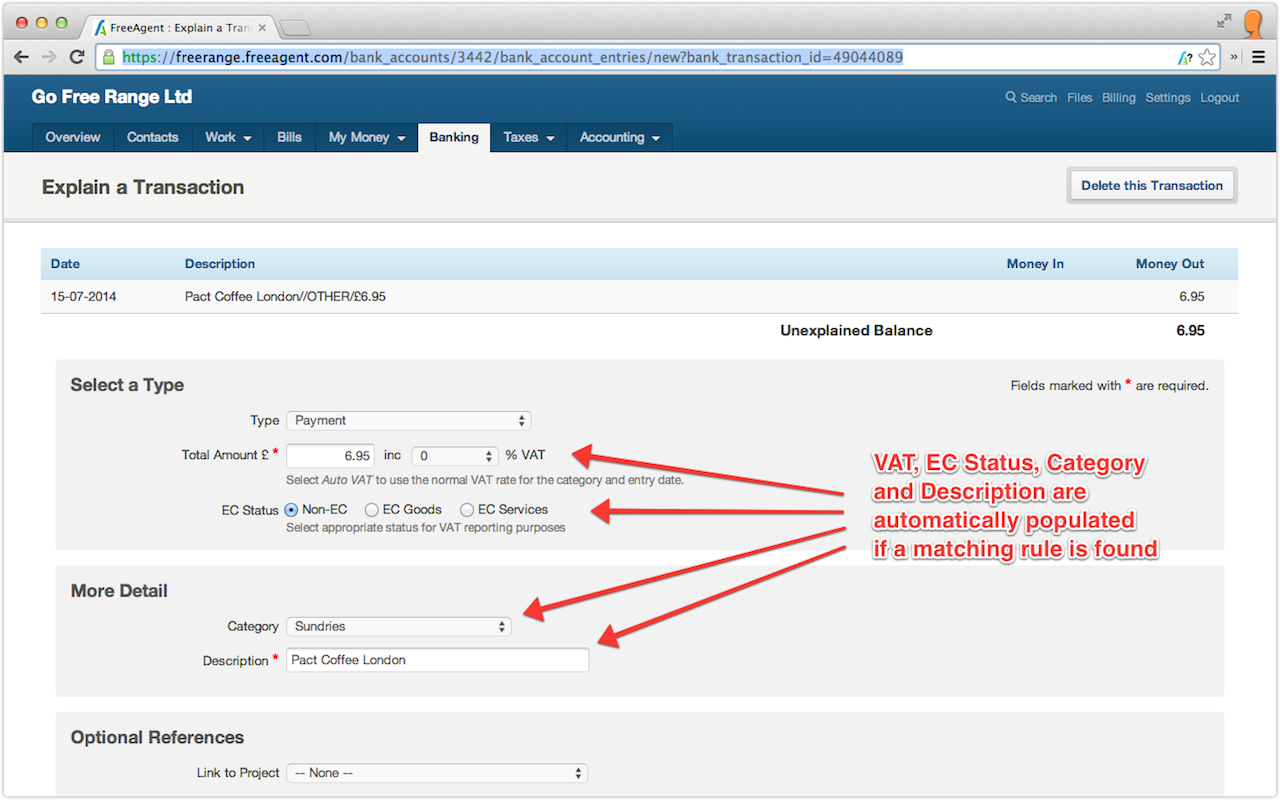 FreeAgent : Explain a Tran
https://freerange.freeagent.com/bank_accounts/3442/bank_account_entries/new?bank_transaction_id=49044089
Go Free Range Ltd
Search Files Billing Settings Logout
Overview Contacts Work Bills My Money Banking Taxes Accounting
Explain a Transaction
Delete this Transaction
Date Description Money In Money Out
15-07-2014 Pact Coffee London//OTHER/£6.95 6.95
Unexplained Balance 6.95
Select a Type
Fields marked with * are required.
Type Payment
Total Amount £ * 6.95 inc 0 % VAT
Select Auto VAT to use the normal VAT rate for the category and entry date.
EC Status Non-EC EC Goods EC Services
Select appropriate status for VAT reporting purposes
VAT, EC Status, Category
and Description are
automatically populated
if a matching rule is found
More Detail
Category Sundries
Description * Pact Coffee London
Optional References
Link to Project -- None --